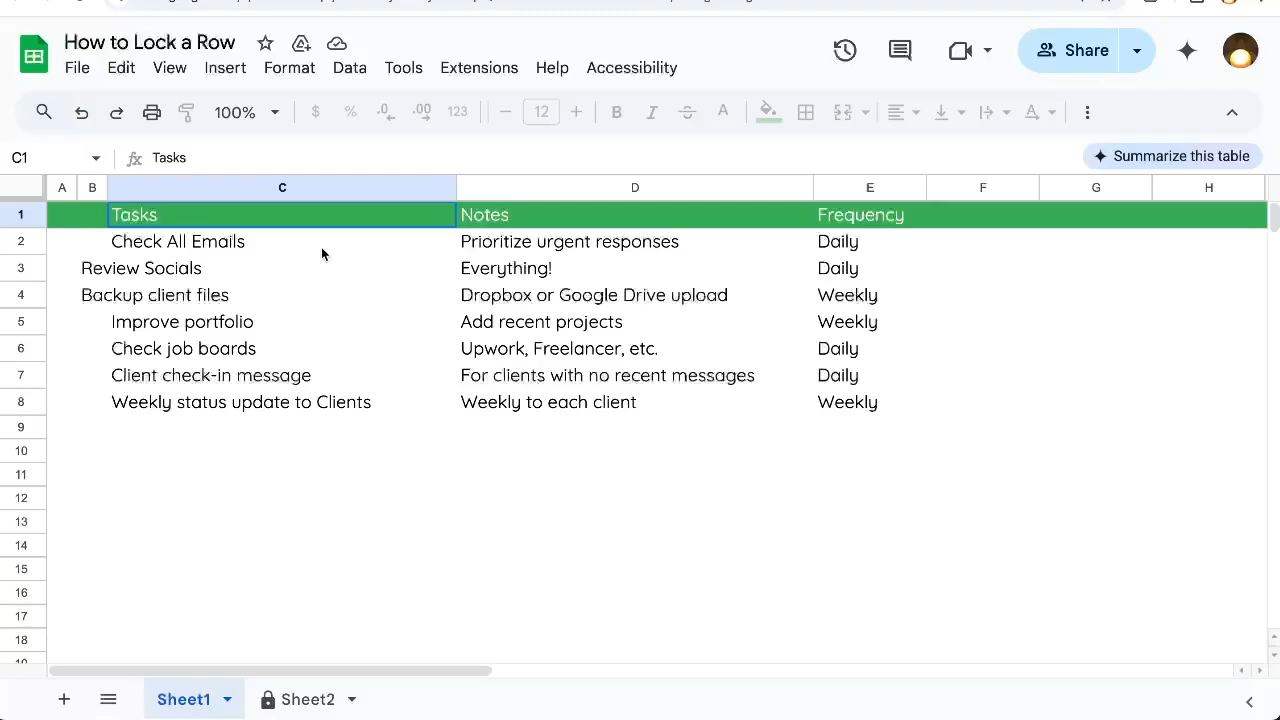 How to Lock a Row
File Edit View Insert Format Data Tools Extensions Help Accessibility
Share
100% $ % .0 .00 123 12 B I A
C1 fx Tasks
Summarize this table
A B C D E F G H
1 Tasks Notes Frequency
2 Check All Emails Prioritize urgent responses Daily
3 Review Socials Everything! Daily
4 Backup client files Dropbox or Google Drive upload Weekly
5 Improve portfolio Add recent projects Weekly
6 Check job boards Upwork, Freelancer, etc. Daily
7 Client check-in message For clients with no recent messages Daily
8 Weekly status update to Clients Weekly to each client Weekly
9
10
11
12
13
14
15
16
17
18
Sheet1 Sheet2